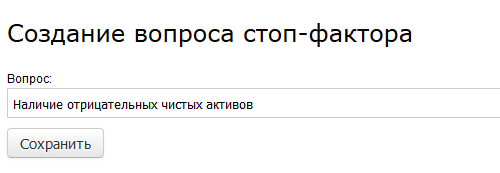 Создание вопроса стоп-фактора
Вопрос:
Наличие отрицательных чистых активов
Сохранить